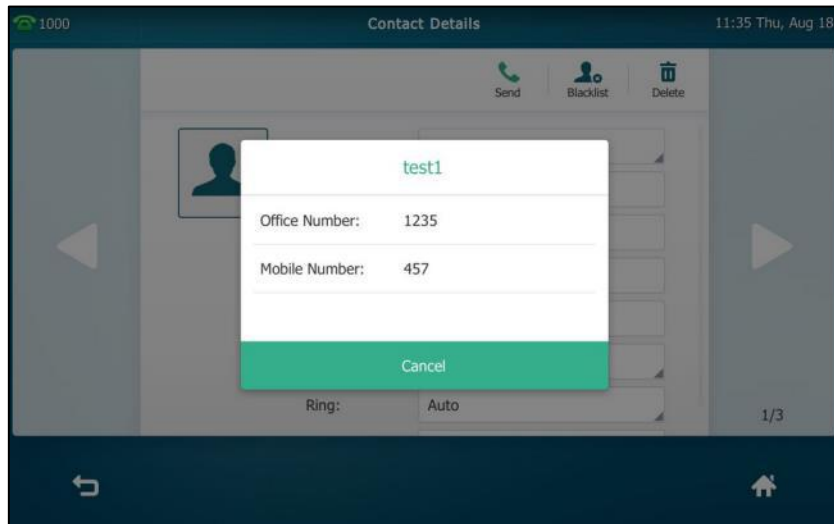 1000 Contact Details 11:35 Thu, Aug 18
Send Blacklist Delete
test1
Office Number: 1235
Mobile Number: 457
Cancel
Ring: Auto
1/3